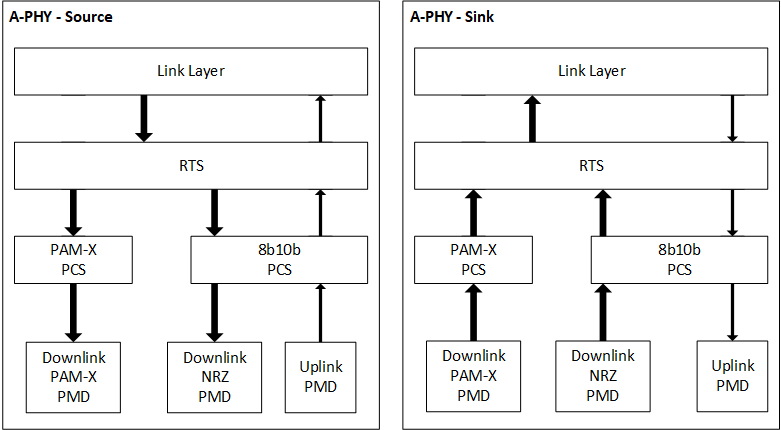 A-PHY - Source
Link Layer
RTS
PAM-X
PCS
8b10b
PCS
Downlink
PAM-X
PMD
Downlink
NRZ
PMD
Uplink
PMD
A-PHY - Sink
Link Layer
RTS
PAM-X
PCS
8b10b
PCS
Downlink
PAM-X
PMD
Downlink
NRZ
PMD
Uplink
PMD